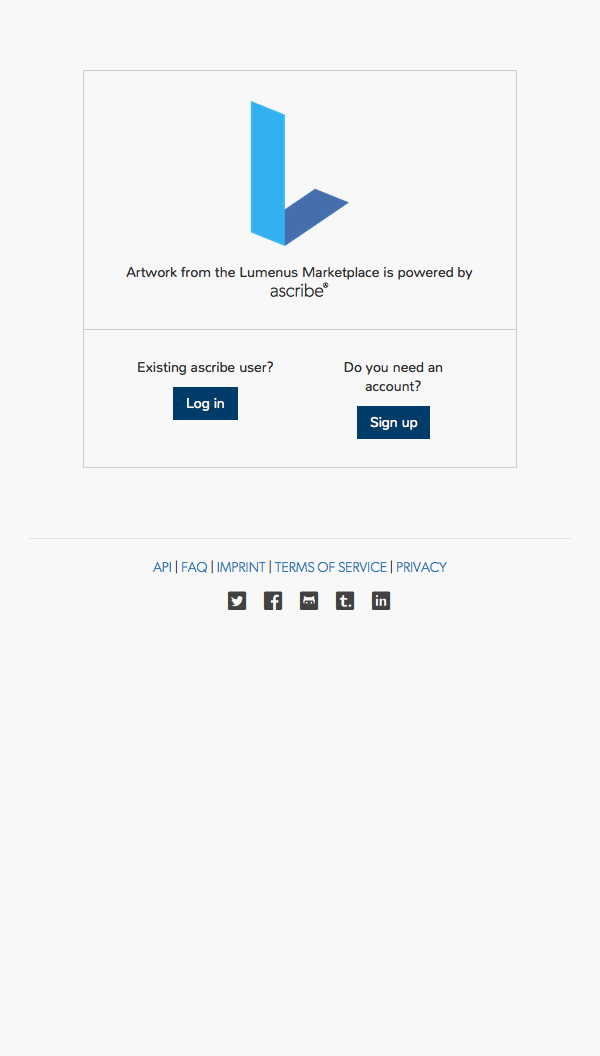 Artwork from the Lumenus Marketplace is powered by
ascribe®
Existing ascribe user?
Log in
Do you need an
account?
Sign up
API | FAQ | IMPRINT | TERMS OF SERVICE | PRIVACY